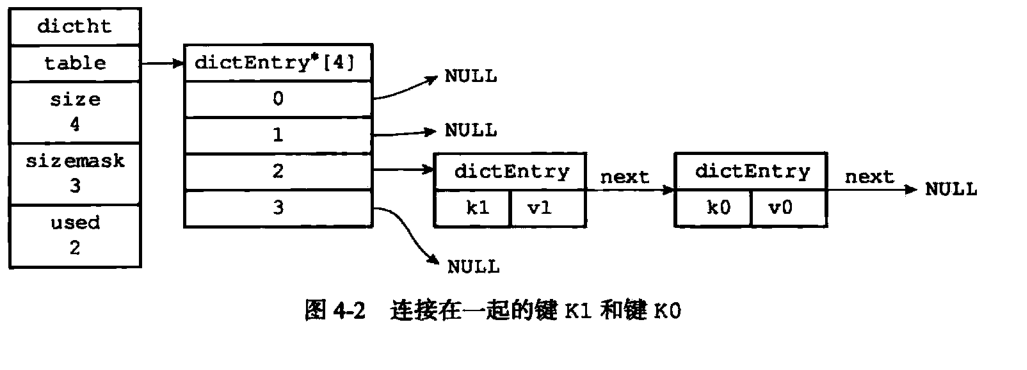 dictht
table
size
4
sizemask
3
used
2
dictEntry*[4]
0
1
2
3
NULL
NULL
dictEntry
k1 v1
next
dictEntry
k0 v0
next
NULL
NULL
图 4-2 连接在一起的键 K1 和键 K0